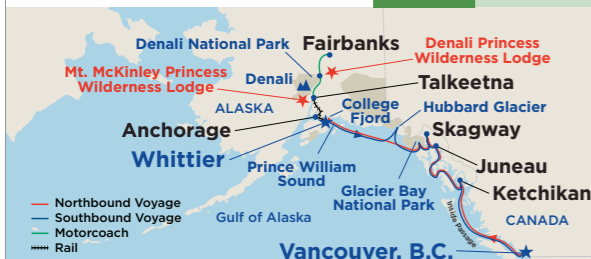 Denali National Park
Fairbanks
Denali Princess
Wilderness Lodge
Mt. McKinley Princess
Wilderness Lodge
Denali
Talkeetna
ALASKA
College
Fjord
Hubbard Glacier
Anchorage
Skagway
Whittier
Prince William
Sound
Juneau
Glacier Bay
National Park
Ketchikan
Northbound Voyage
Southbound Voyage
Motorcoach
Rail
Gulf of Alaska
Inside Passage
CANADA
Vancouver, B.C.